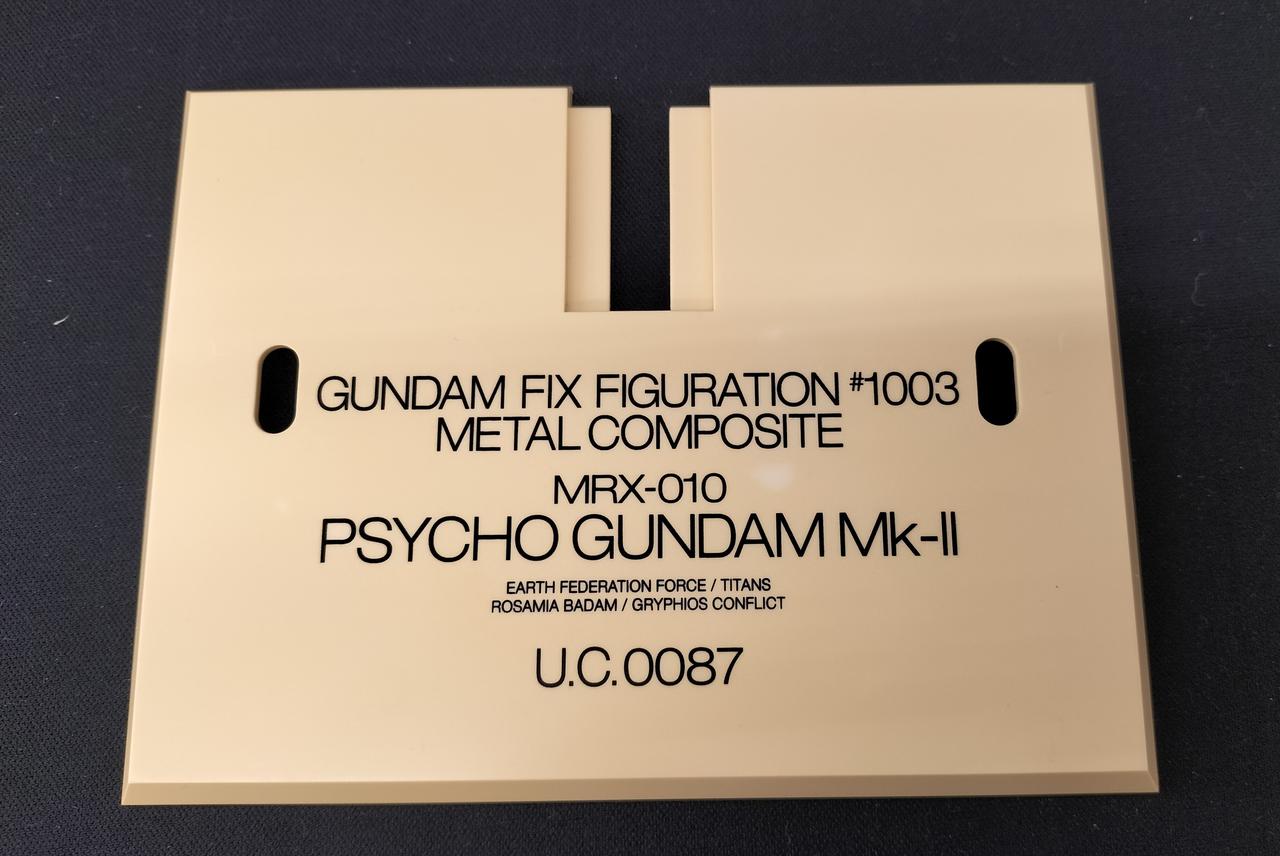 GUNDAM FIX FIGURATION #1003
METAL COMPOSITE
MRX-010
PSYCHO GUNDAM Mk-II
EARTH FEDERATION FORCE / TITANS
ROSAMIA BADAM / GRYPHIOS CONFLICT
U.C.0087